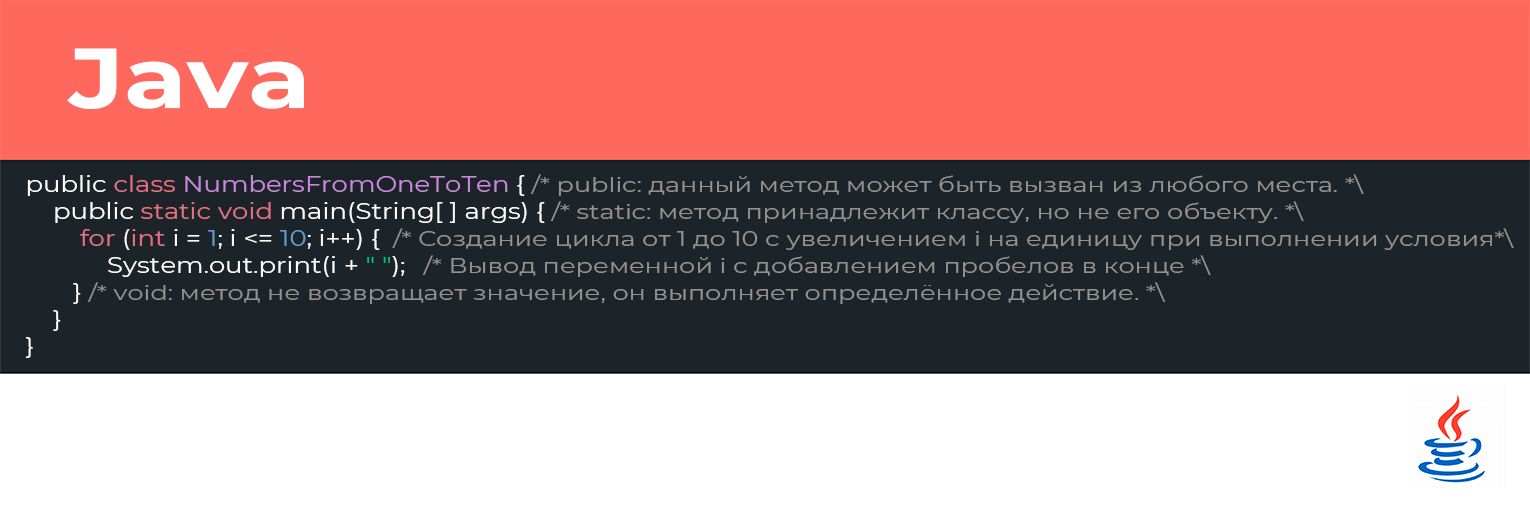 Java
public class NumbersFromOneToTen { /* public: данный метод может быть вызван из любого места. *\
public static void main(String[ ] args) { /* static: метод принадлежит классу, но не его объекту. *\
for (int i = 1; i <= 10; i++) { /* Создание цикла от 1 до 10 с увеличением i на единицу при выполнении условия*\
System.out.print(i + " "); /* Вывод переменной i с добавлением пробелов в конце *\
} /* void: метод не возвращает значение, он выполняет определённое действие. *\
}
}